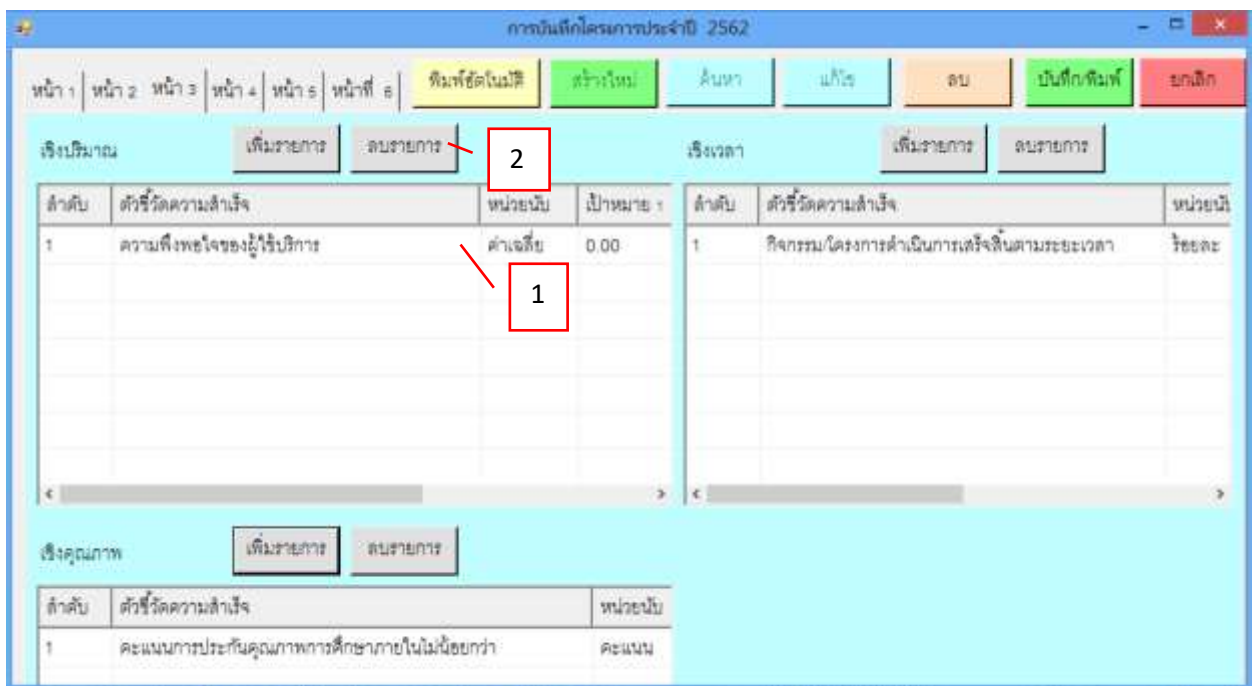 การบันทึกโครงการประจำปี 2562
หน้า 1 หน้า 2 หน้า 3 หน้า 4 หน้า 5 หน้าที่ 6 พิมพ์อัตโนมัติ สร้างใหม่ ค้นหา แก้ไข ลบ บันทึก/พิมพ์ ยกเลิก
เชิงปริมาณ เพิ่มรายการ ลบรายการ 2 เชิงเวลา เพิ่มรายการ ลบรายการ
ลำดับ ตัวชี้วัดความสำเร็จ หน่วยนับ เป้าหมาย 1 ลำดับ ตัวชี้วัดความสำเร็จ หน่วยนับ
1 ความพึงพอใจของผู้ใช้บริการ ค่าเฉลี่ย 0.00 1 กิจกรรม/โครงการดำเนินการเสร็จสิ้นตามระยะเวลา ร้อยละ
1
เชิงคุณภาพ เพิ่มรายการ ลบรายการ
ลำดับ ตัวชี้วัดความสำเร็จ หน่วยนับ
1 คะแนนการประกันคุณภาพการศึกษาภายในไม่น้อยกว่า คะแนน